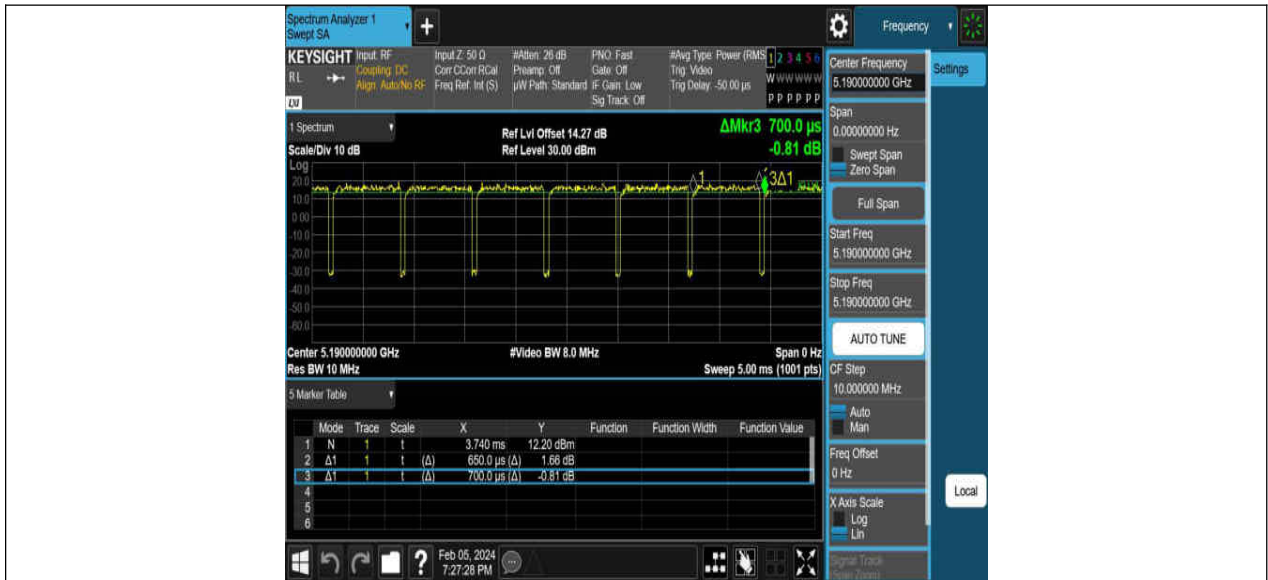 Spectrum Analyzer 1
Swept SA
+
Frequency
KEYSIGHT
RL
Input: RF
Coupling: DC
Align: Auto/No RF
Input Z: 50 Ω
Corr CCorr RCal
Freq Ref: Int (S)
#Atten: 26 dB
Preamp: Off
µW Path: Standard
PNO: Fast
Gate: Off
IF Gain: Low
Sig Track: Off
#Avg Type: Power (RMS
Trig: Video
Trig Delay: -50.00 µs
1 2 3 4 5 6
W W W W W W
P P P P P P
1 Spectrum
Scale/Div 10 dB
Log
Ref Lvl Offset 14.27 dB
Ref Level 30.00 dBm
ΔMkr3 700.0 µs
-0.81 dB
20.0
10.0
0.00
-10.0
-20.0
-30.0
-40.0
-50.0
-60.0
1
3Δ1
Center 5.190000000 GHz
Res BW 10 MHz
#Video BW 8.0 MHz
Span 0 Hz
Sweep 5.00 ms (1001 pts)
5 Marker Table
Mode Trace Scale X Y Function Function Width Function Value
1 N 1 t 3.740 ms 12.20 dBm
2 Δ1 1 t (Δ) 650.0 µs (Δ) 1.66 dB
3 Δ1 1 t (Δ) 700.0 µs (Δ) -0.81 dB
4
5
6
Feb 05, 2024
7:27:28 PM
Center Frequency
5.190000000 GHz
Settings
Span
0.00000000 Hz
Swept Span
Zero Span
Full Span
Start Freq
5.190000000 GHz
Stop Freq
5.190000000 GHz
AUTO TUNE
CF Step
10.000000 MHz
Auto
Man
Freq Offset
0 Hz
X Axis Scale
Log
Lin
Signal Track
(Span Zoom)
Local